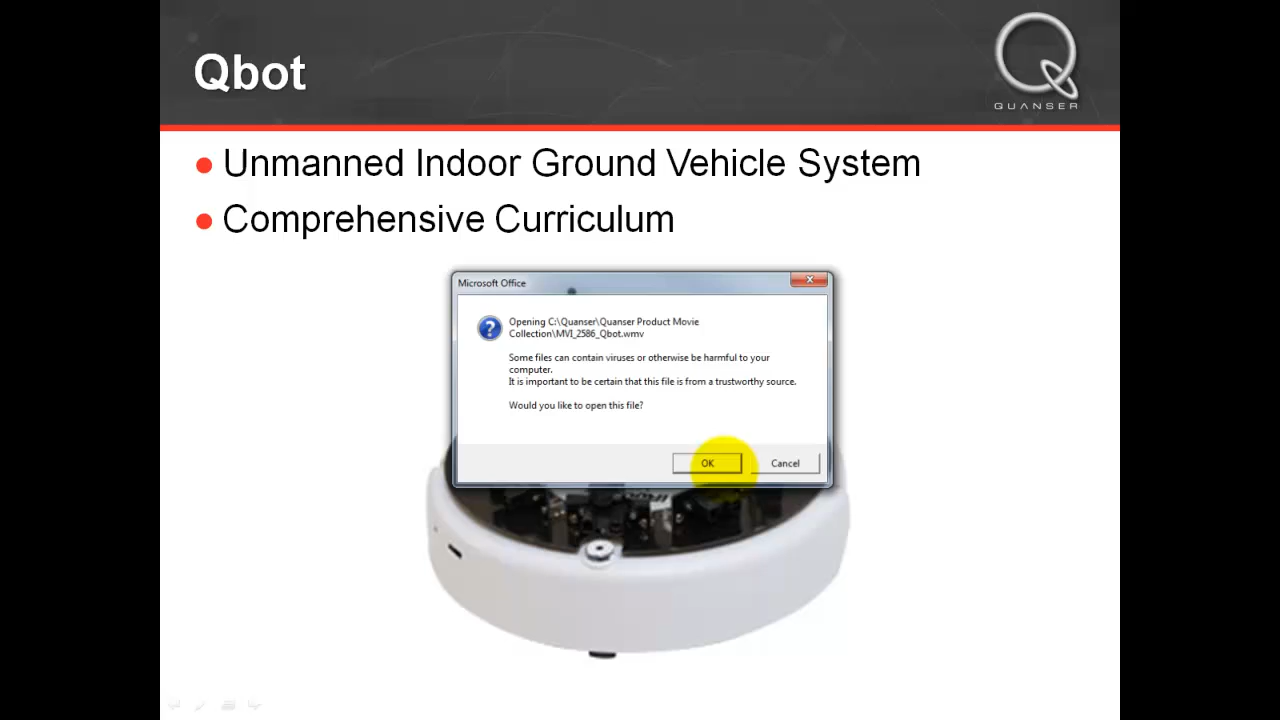 Qbot
QUANSER
Unmanned Indoor Ground Vehicle System
Comprehensive Curriculum
Microsoft Office
Opening C:\Quanser\Quanser Product Movie
Collection\MVI_2586_Qbot.wmv
Some files can contain viruses or otherwise be harmful to your
computer.
It is important to be certain that this file is from a trustworthy source.
Would you like to open this file?
OK
Cancel